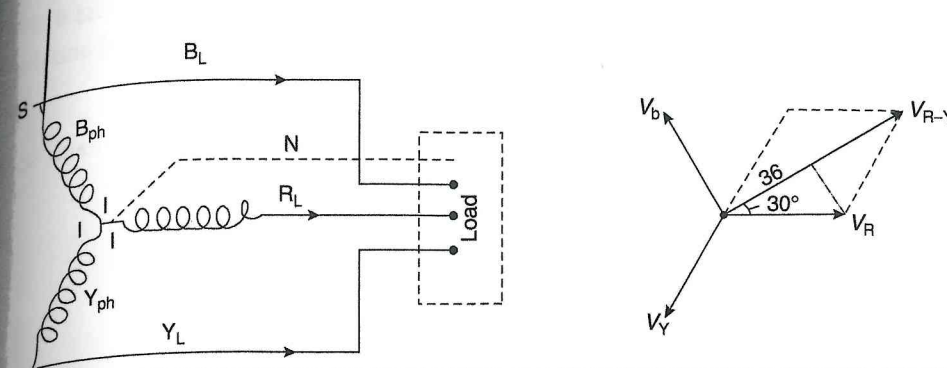 B_L
S
B_ph
N
I
I
I
R_L
Load
Y_ph
Y_L
V_b
V_R–Y
36
30°
V_R
V_Y